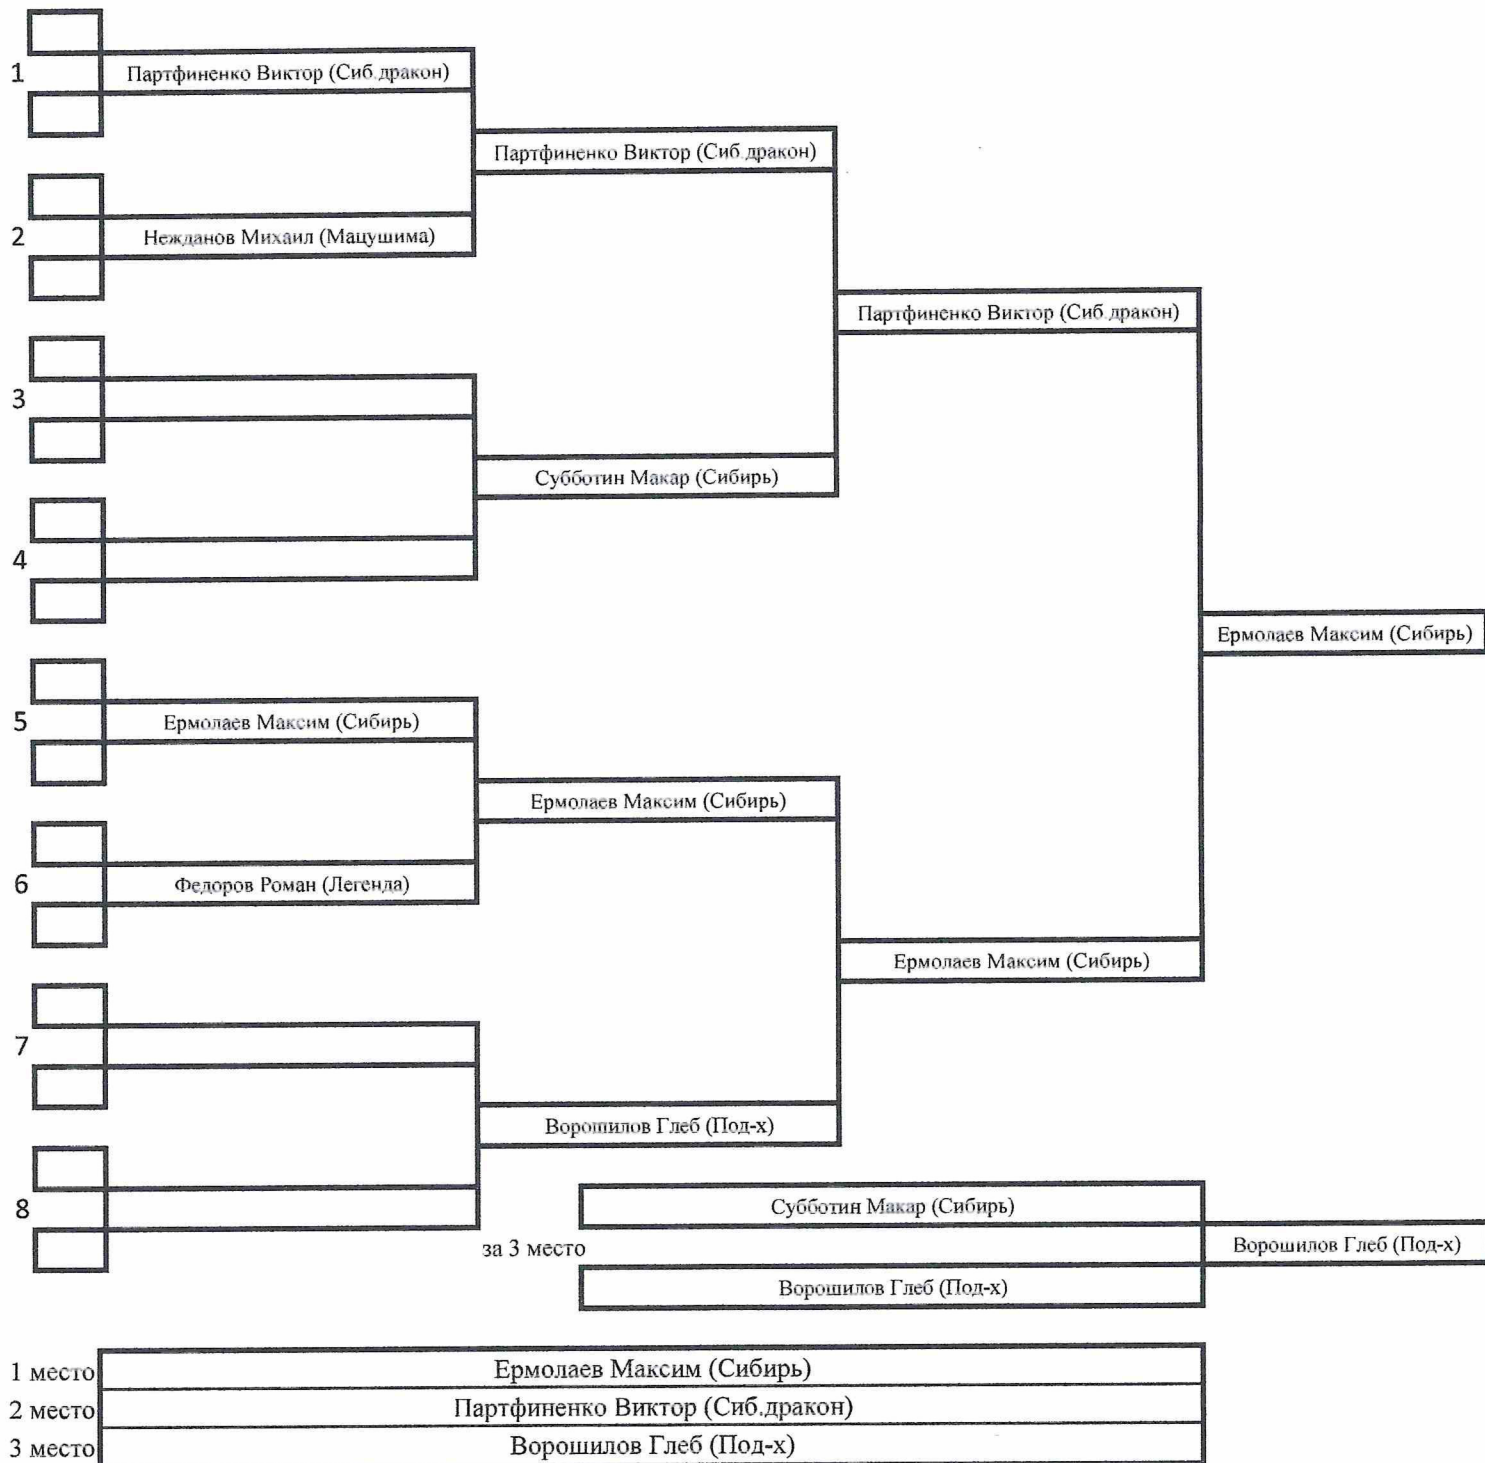 1
Партфиненко Виктор (Сиб.дракон)
Партфиненко Виктор (Сиб.дракон)
2
Нежданов Михаил (Мацушима)
Партфиненко Виктор (Сиб.дракон)
3
Субботин Макар (Сибирь)
4
Ермолаев Максим (Сибирь)
5
Ермолаев Максим (Сибирь)
Ермолаев Максим (Сибирь)
6
Федоров Роман (Легенда)
Ермолаев Максим (Сибирь)
7
Ворошилов Глеб (Под-х)
8
Субботин Макар (Сибирь)
за 3 место
Ворошилов Глеб (Под-х)
Ворошилов Глеб (Под-х)
1 место Ермолаев Максим (Сибирь)
2 место Партфиненко Виктор (Сиб.дракон)
3 место Ворошилов Глеб (Под-х)